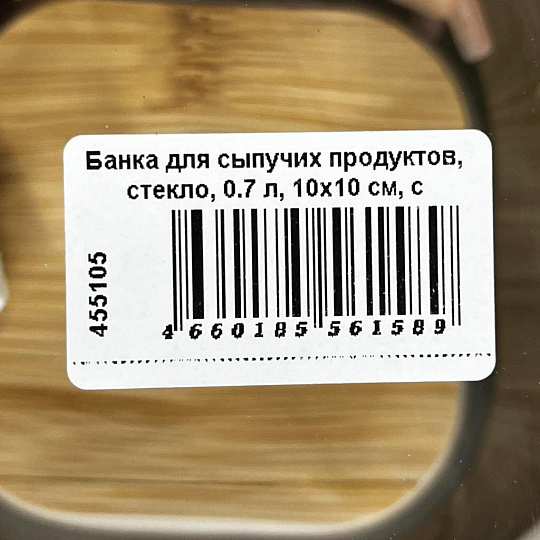 Банка для сыпучих продуктов,
стекло, 0.7 л, 10х10 см, с
455105
4 660185 561589